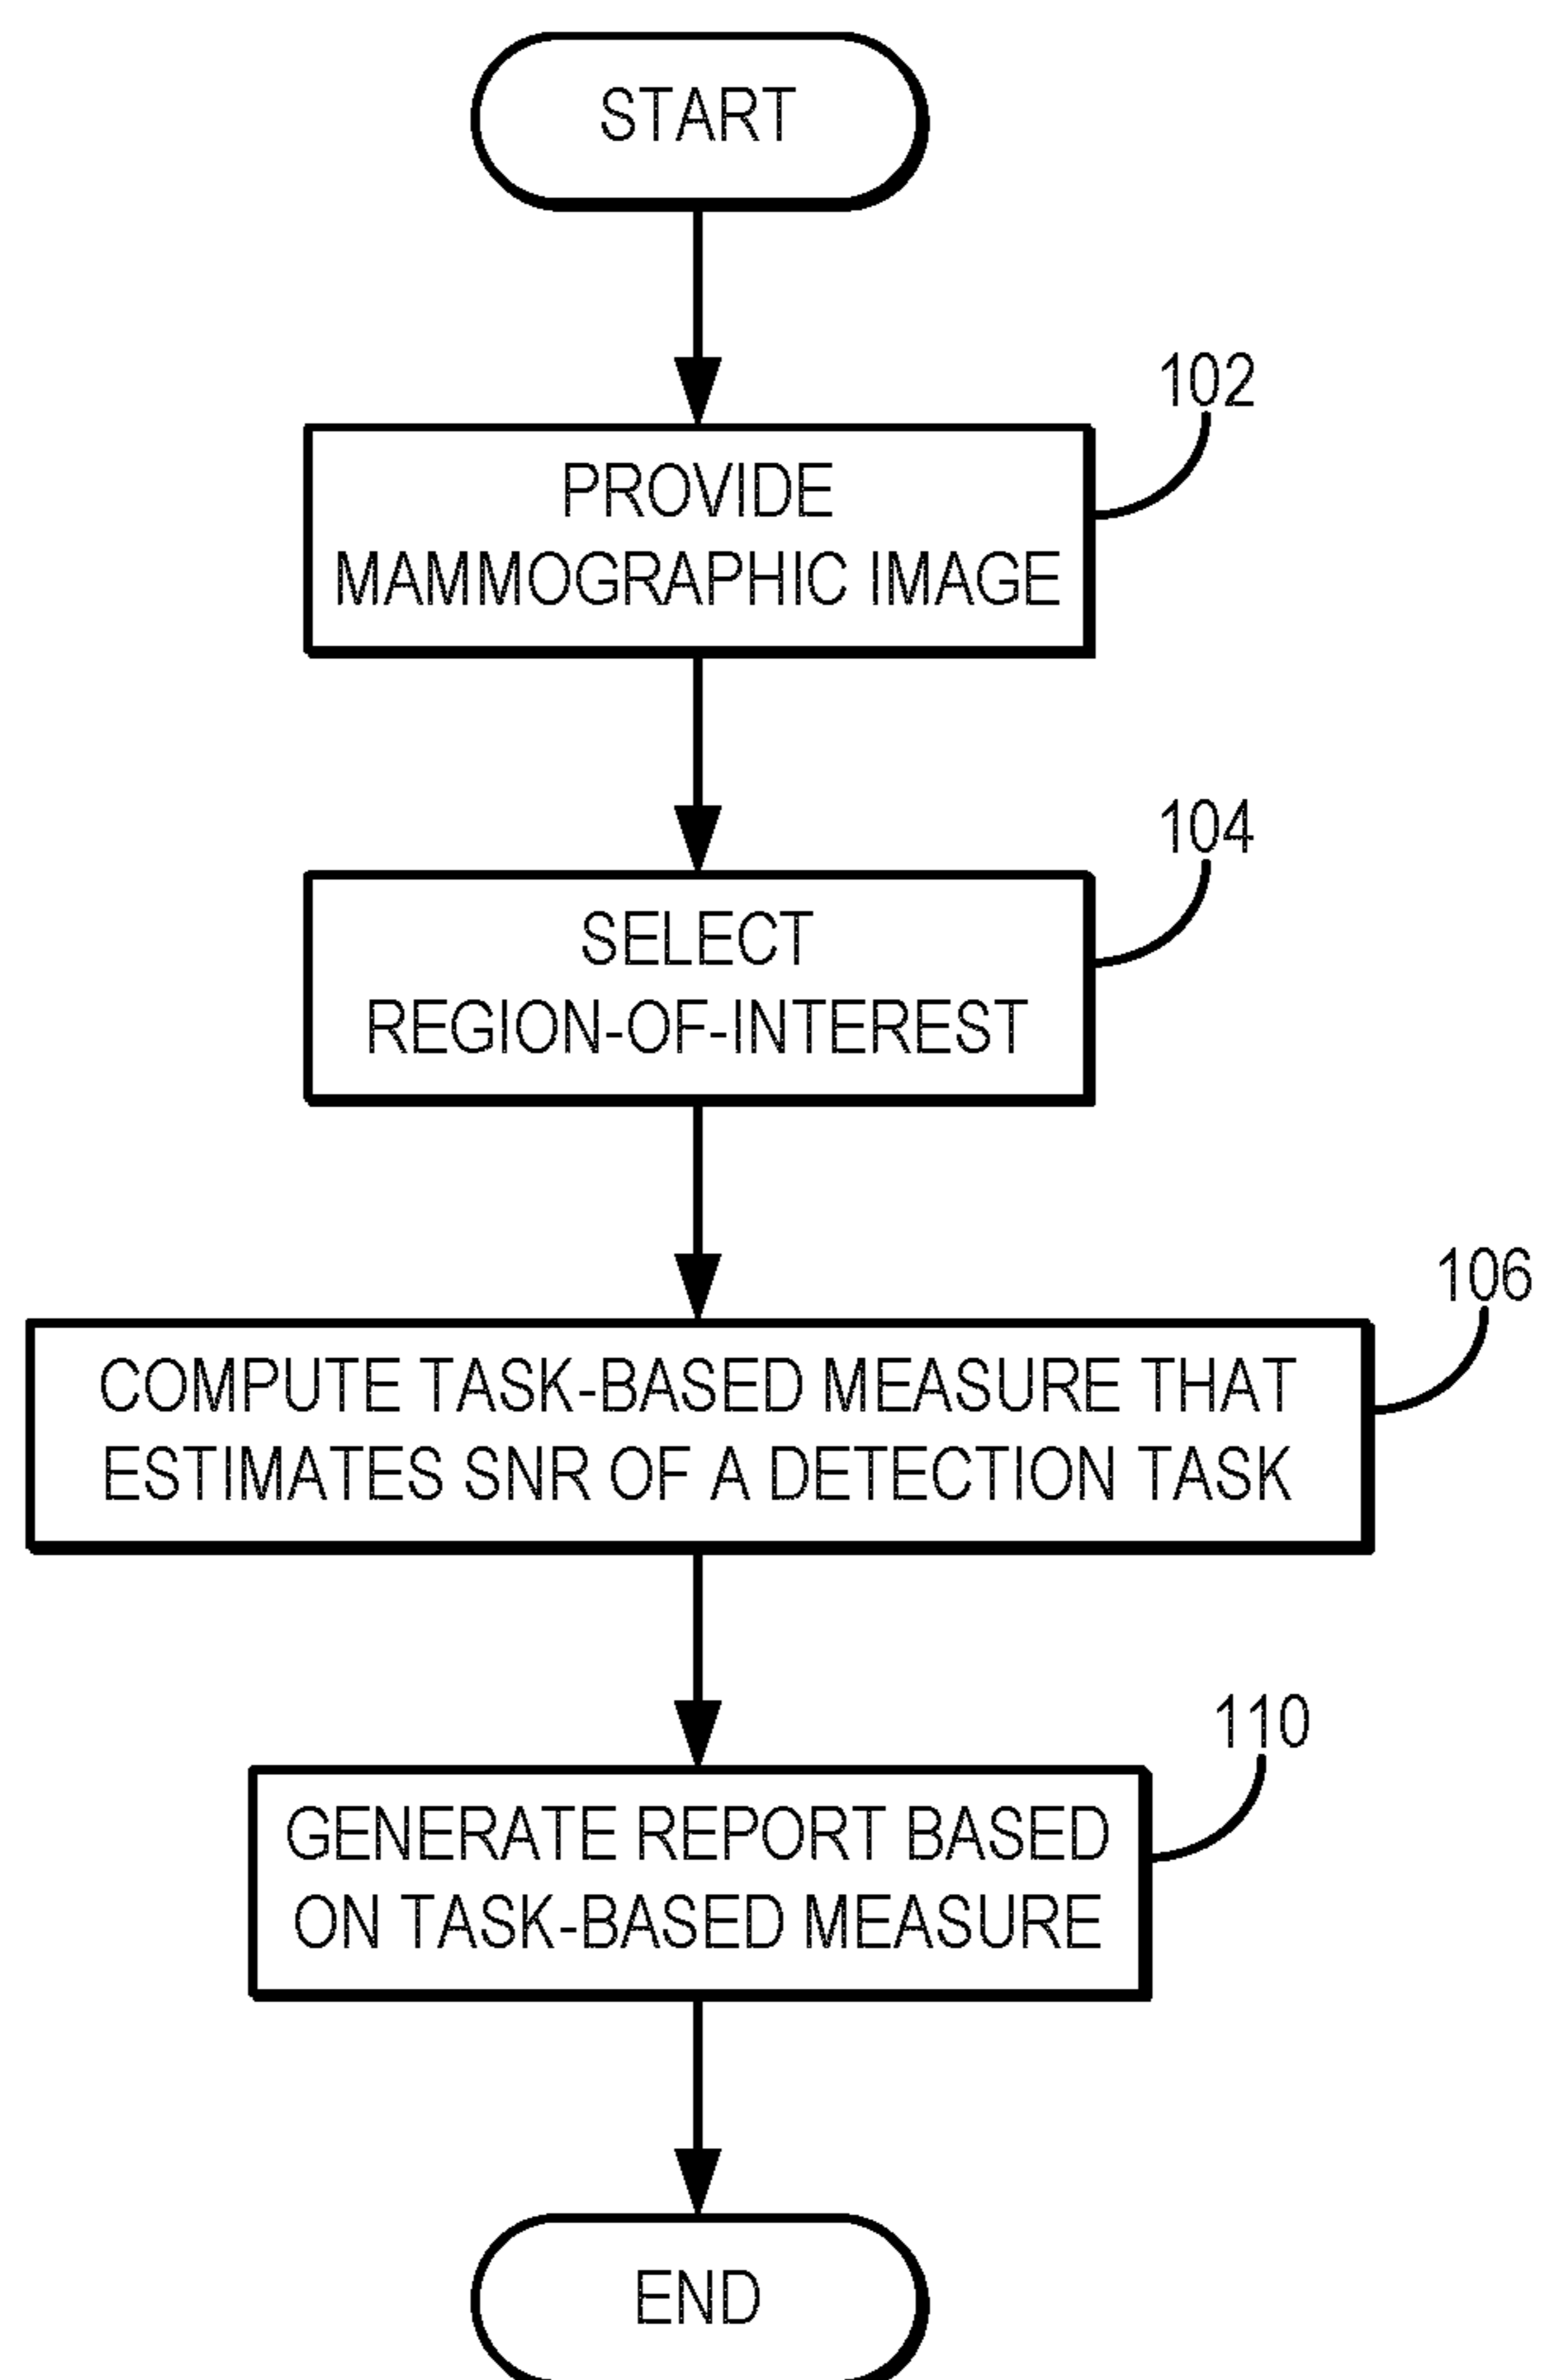 START
102
PROVIDE
MAMMOGRAPHIC IMAGE
104
SELECT
REGION-OF-INTEREST
106
COMPUTE TASK-BASED MEASURE THAT
ESTIMATES SNR OF A DETECTION TASK
110
GENERATE REPORT BASED
ON TASK-BASED MEASURE
END